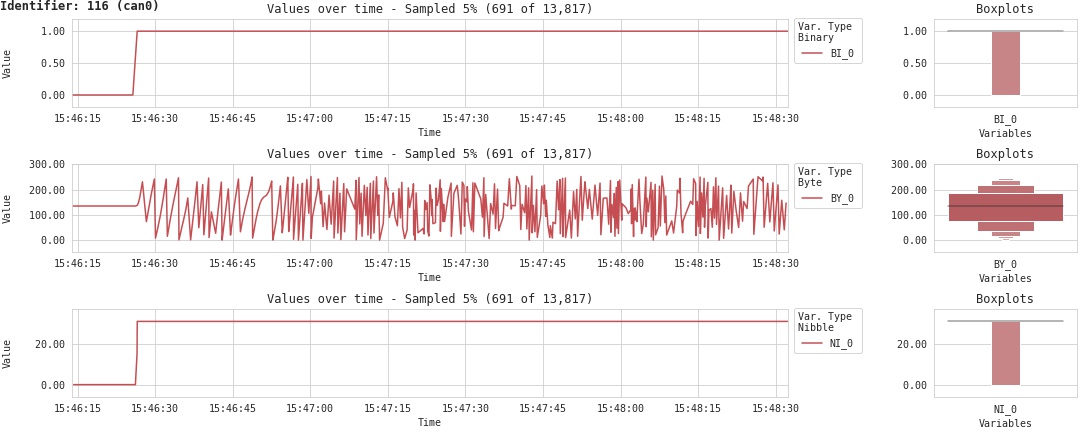 Identifier: 116 (can0)
Values over time - Sampled 5% (691 of 13,817)
Boxplots
Value
1.00
0.50
0.00
15:46:15 15:46:30 15:46:45 15:47:00 15:47:15 15:47:30 15:47:45 15:48:00 15:48:15 15:48:30
Time
Var. Type
Binary
BI_0
1.00
0.50
0.00
BI_0
Variables
Values over time - Sampled 5% (691 of 13,817)
Boxplots
Value
300.00
200.00
100.00
0.00
15:46:15 15:46:30 15:46:45 15:47:00 15:47:15 15:47:30 15:47:45 15:48:00 15:48:15 15:48:30
Time
Var. Type
Byte
BY_0
300.00
200.00
100.00
0.00
BY_0
Variables
Values over time - Sampled 5% (691 of 13,817)
Boxplots
Value
20.00
0.00
15:46:15 15:46:30 15:46:45 15:47:00 15:47:15 15:47:30 15:47:45 15:48:00 15:48:15 15:48:30
Time
Var. Type
Nibble
NI_0
20.00
0.00
NI_0
Variables